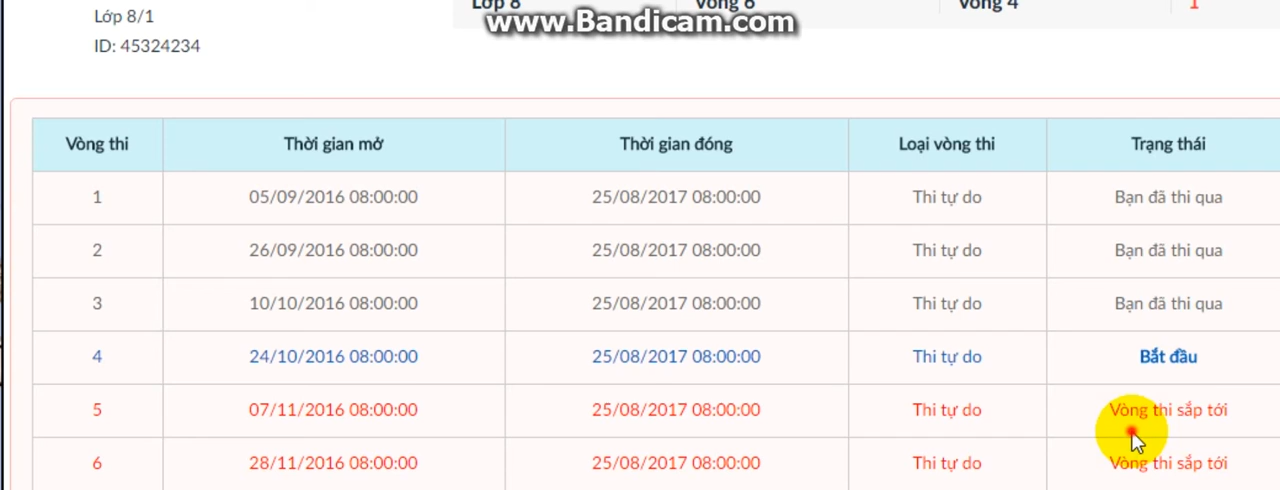 Lớp 8/1
Lớp 8 Vòng 6 Vòng 4 1
www.Bandicam.com
ID: 45324234
Vòng thi Thời gian mở Thời gian đóng Loại vòng thi Trạng thái
1 05/09/2016 08:00:00 25/08/2017 08:00:00 Thi tự do Bạn đã thi qua
2 26/09/2016 08:00:00 25/08/2017 08:00:00 Thi tự do Bạn đã thi qua
3 10/10/2016 08:00:00 25/08/2017 08:00:00 Thi tự do Bạn đã thi qua
4 24/10/2016 08:00:00 25/08/2017 08:00:00 Thi tự do Bắt đầu
5 07/11/2016 08:00:00 25/08/2017 08:00:00 Thi tự do Vòng thi sắp tới
6 28/11/2016 08:00:00 25/08/2017 08:00:00 Thi tự do Vòng thi sắp tới